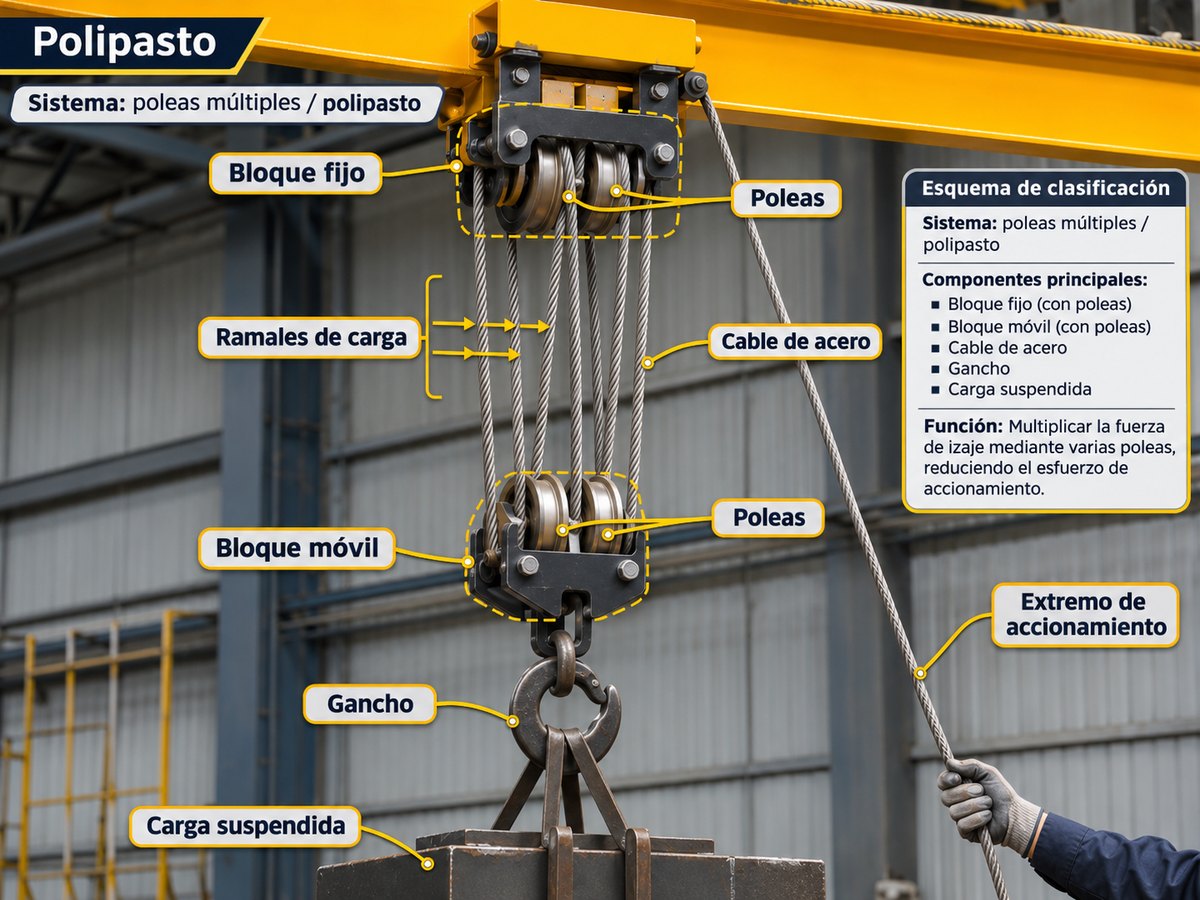 Polipasto
Sistema: poleas múltiples / polipasto
Bloque fijo
Poleas
Esquema de clasificación
Sistema: poleas múltiples /
polipasto
Componentes principales:
Bloque fijo (con poleas)
Bloque móvil (con poleas)
Cable de acero
Gancho
Carga suspendida
Función: Multiplicar la fuerza
de izaje mediante varias poleas,
reduciendo el esfuerzo de
accionamiento.
Ramales de carga
Cable de acero
Poleas
Bloque móvil
Extremo de
accionamiento
Gancho
Carga suspendida